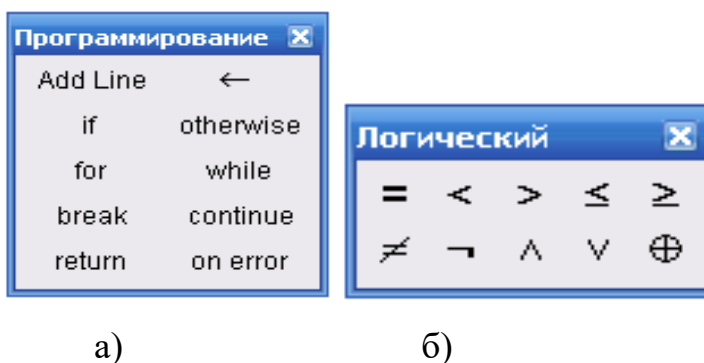 Программирование
Add Line ←
if otherwise
for while
break continue
return on error
Логический
= < > ≤ ≥
≠ ¬ ∧ ∨ ⊕
а) б)